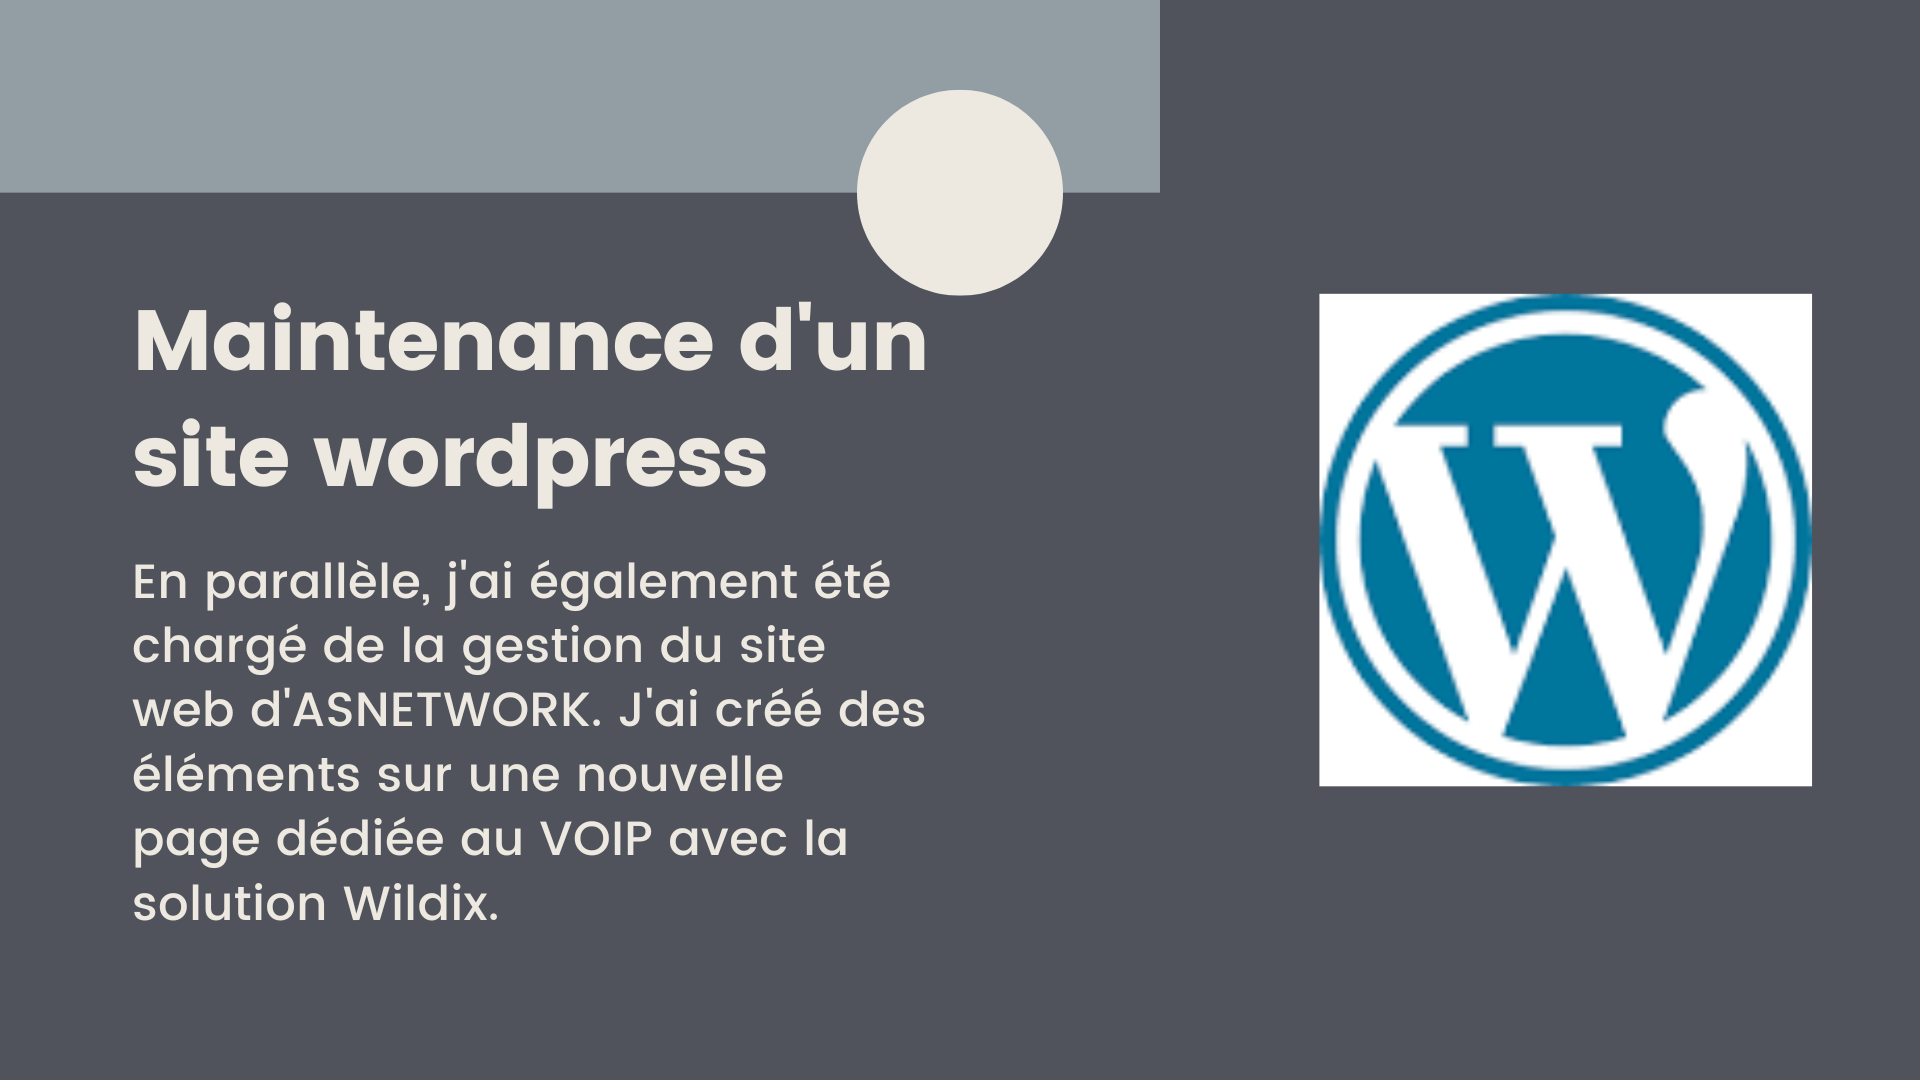 Maintenance d'un
site wordpress
En parallèle, j'ai également été
chargé de la gestion du site
web d'ASNETWORK. J'ai créé des
éléments sur une nouvelle
page dédiée au VOIP avec la
solution Wildix.
W